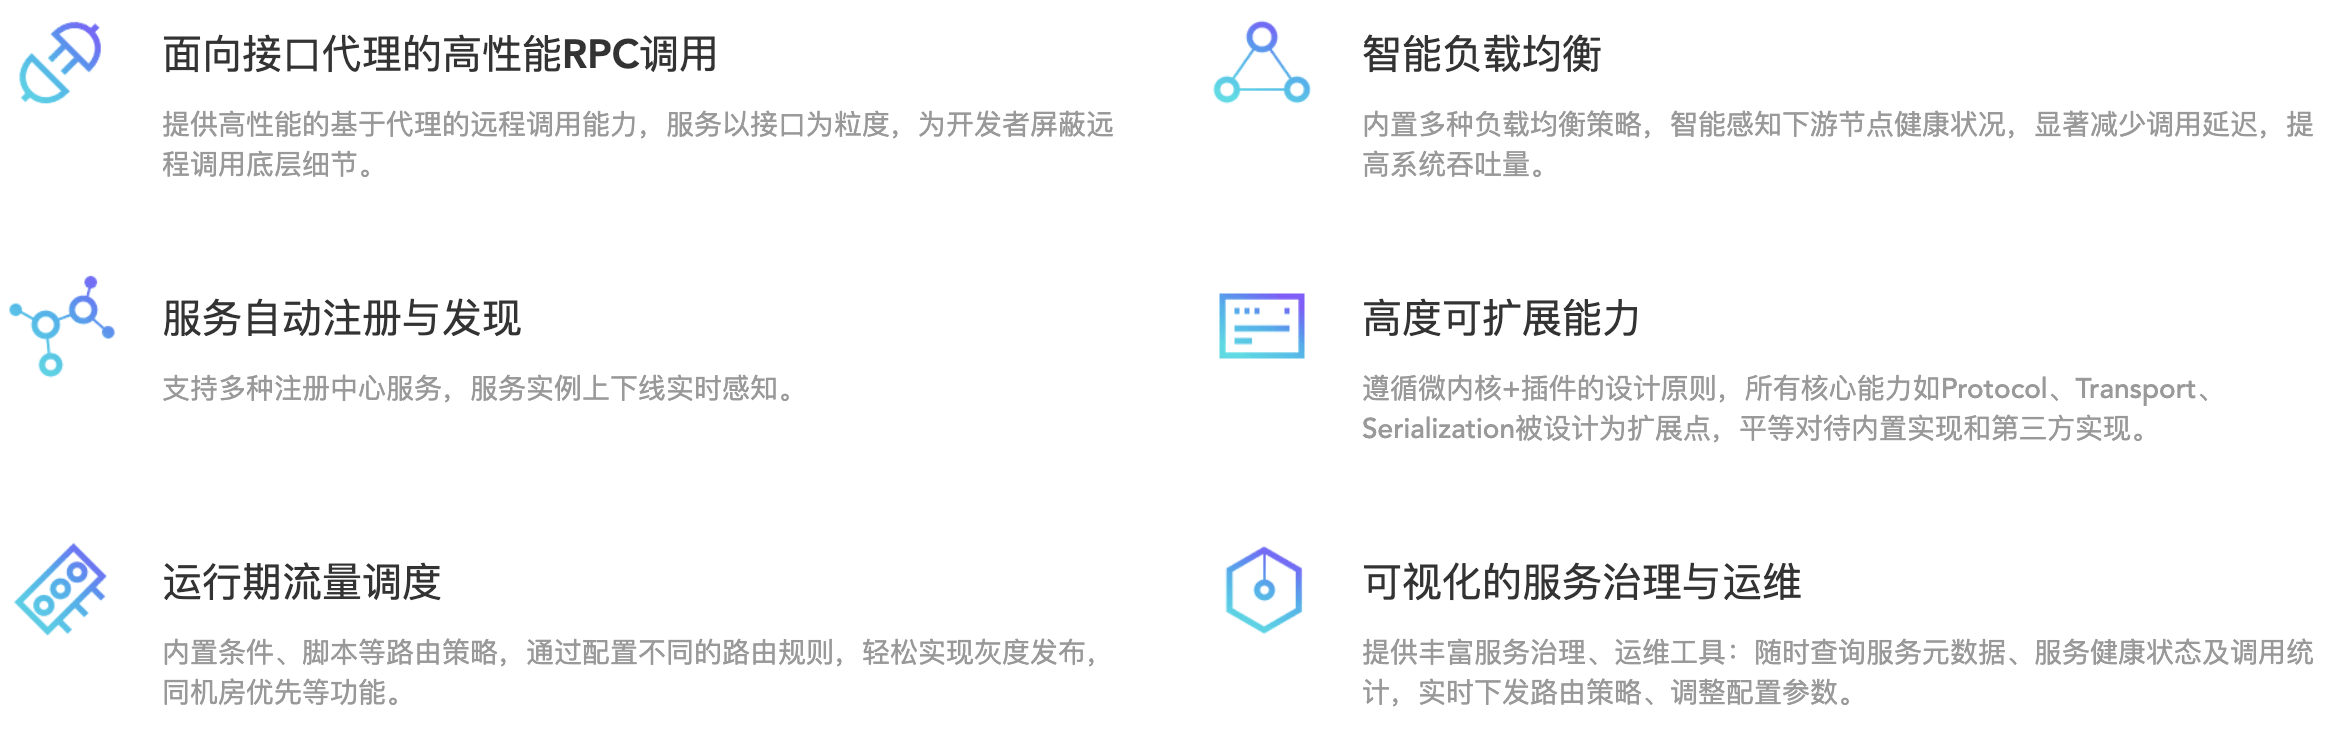 面向接口代理的高性能RPC调用
提供高性能的基于代理的远程调用能力，服务以接口为粒度，为开发者屏蔽远
程调用底层细节。
智能负载均衡
内置多种负载均衡策略，智能感知下游节点健康状况，显著减少调用延迟，提
高系统吞吐量。
服务自动注册与发现
支持多种注册中心服务，服务实例上下线实时感知。
高度可扩展能力
遵循微内核+插件的设计原则，所有核心能力如Protocol、Transport、
Serialization被设计为扩展点，平等对待内置实现和第三方实现。
运行期流量调度
内置条件、脚本等路由策略，通过配置不同的路由规则，轻松实现灰度发布，
同机房优先等功能。
可视化的服务治理与运维
提供丰富服务治理、运维工具：随时查询服务元数据、服务健康状态及调用统
计，实时下发路由策略、调整配置参数。